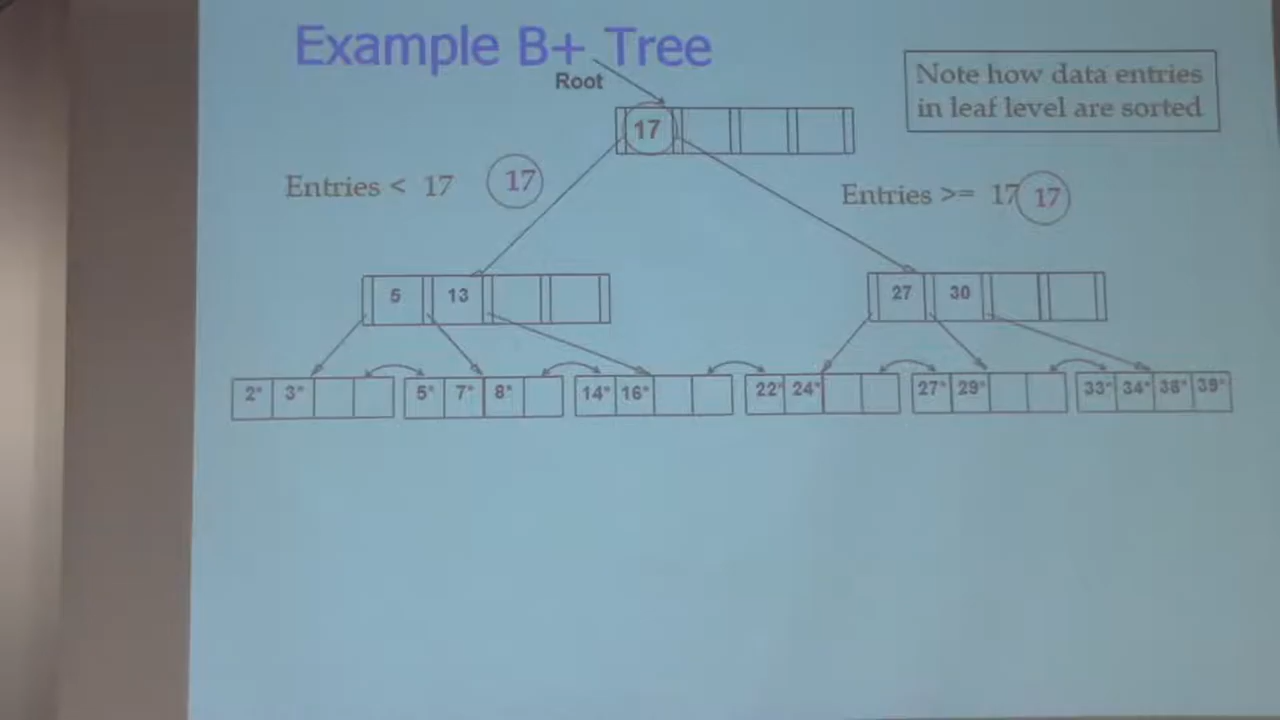 Example B+ Tree
Root
Note how data entries
in leaf level are sorted
17
Entries < 17 17
Entries >= 17 17
5 13
27 30
2* 3* 5* 7* 8* 14* 16* 22* 24* 27* 29* 33* 34* 38* 39*